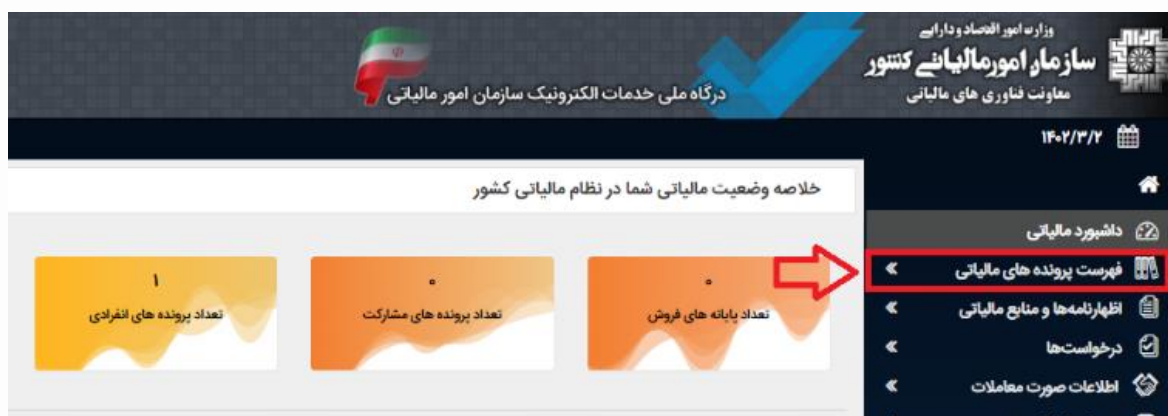 وزارت امور اقتصاد و دارایی
سازمان امور مالیاتی کشور
معاونت فناوری های مالیاتی
درگاه ملی خدمات الکترونیک سازمان امور مالیاتی
۱۴۰۲/۳/۲
خلاصه وضعیت مالیاتی شما در نظام مالیاتی کشور
داشبورد مالیاتی
فهرست پرونده های مالیاتی
اظهارنامه‌ها و منابع مالیاتی
درخواست‌ها
اطلاعات صورت معاملات
۰
تعداد پایانه های فروش
۰
تعداد پرونده های مشارکت
۱
تعداد پرونده های انفرادی